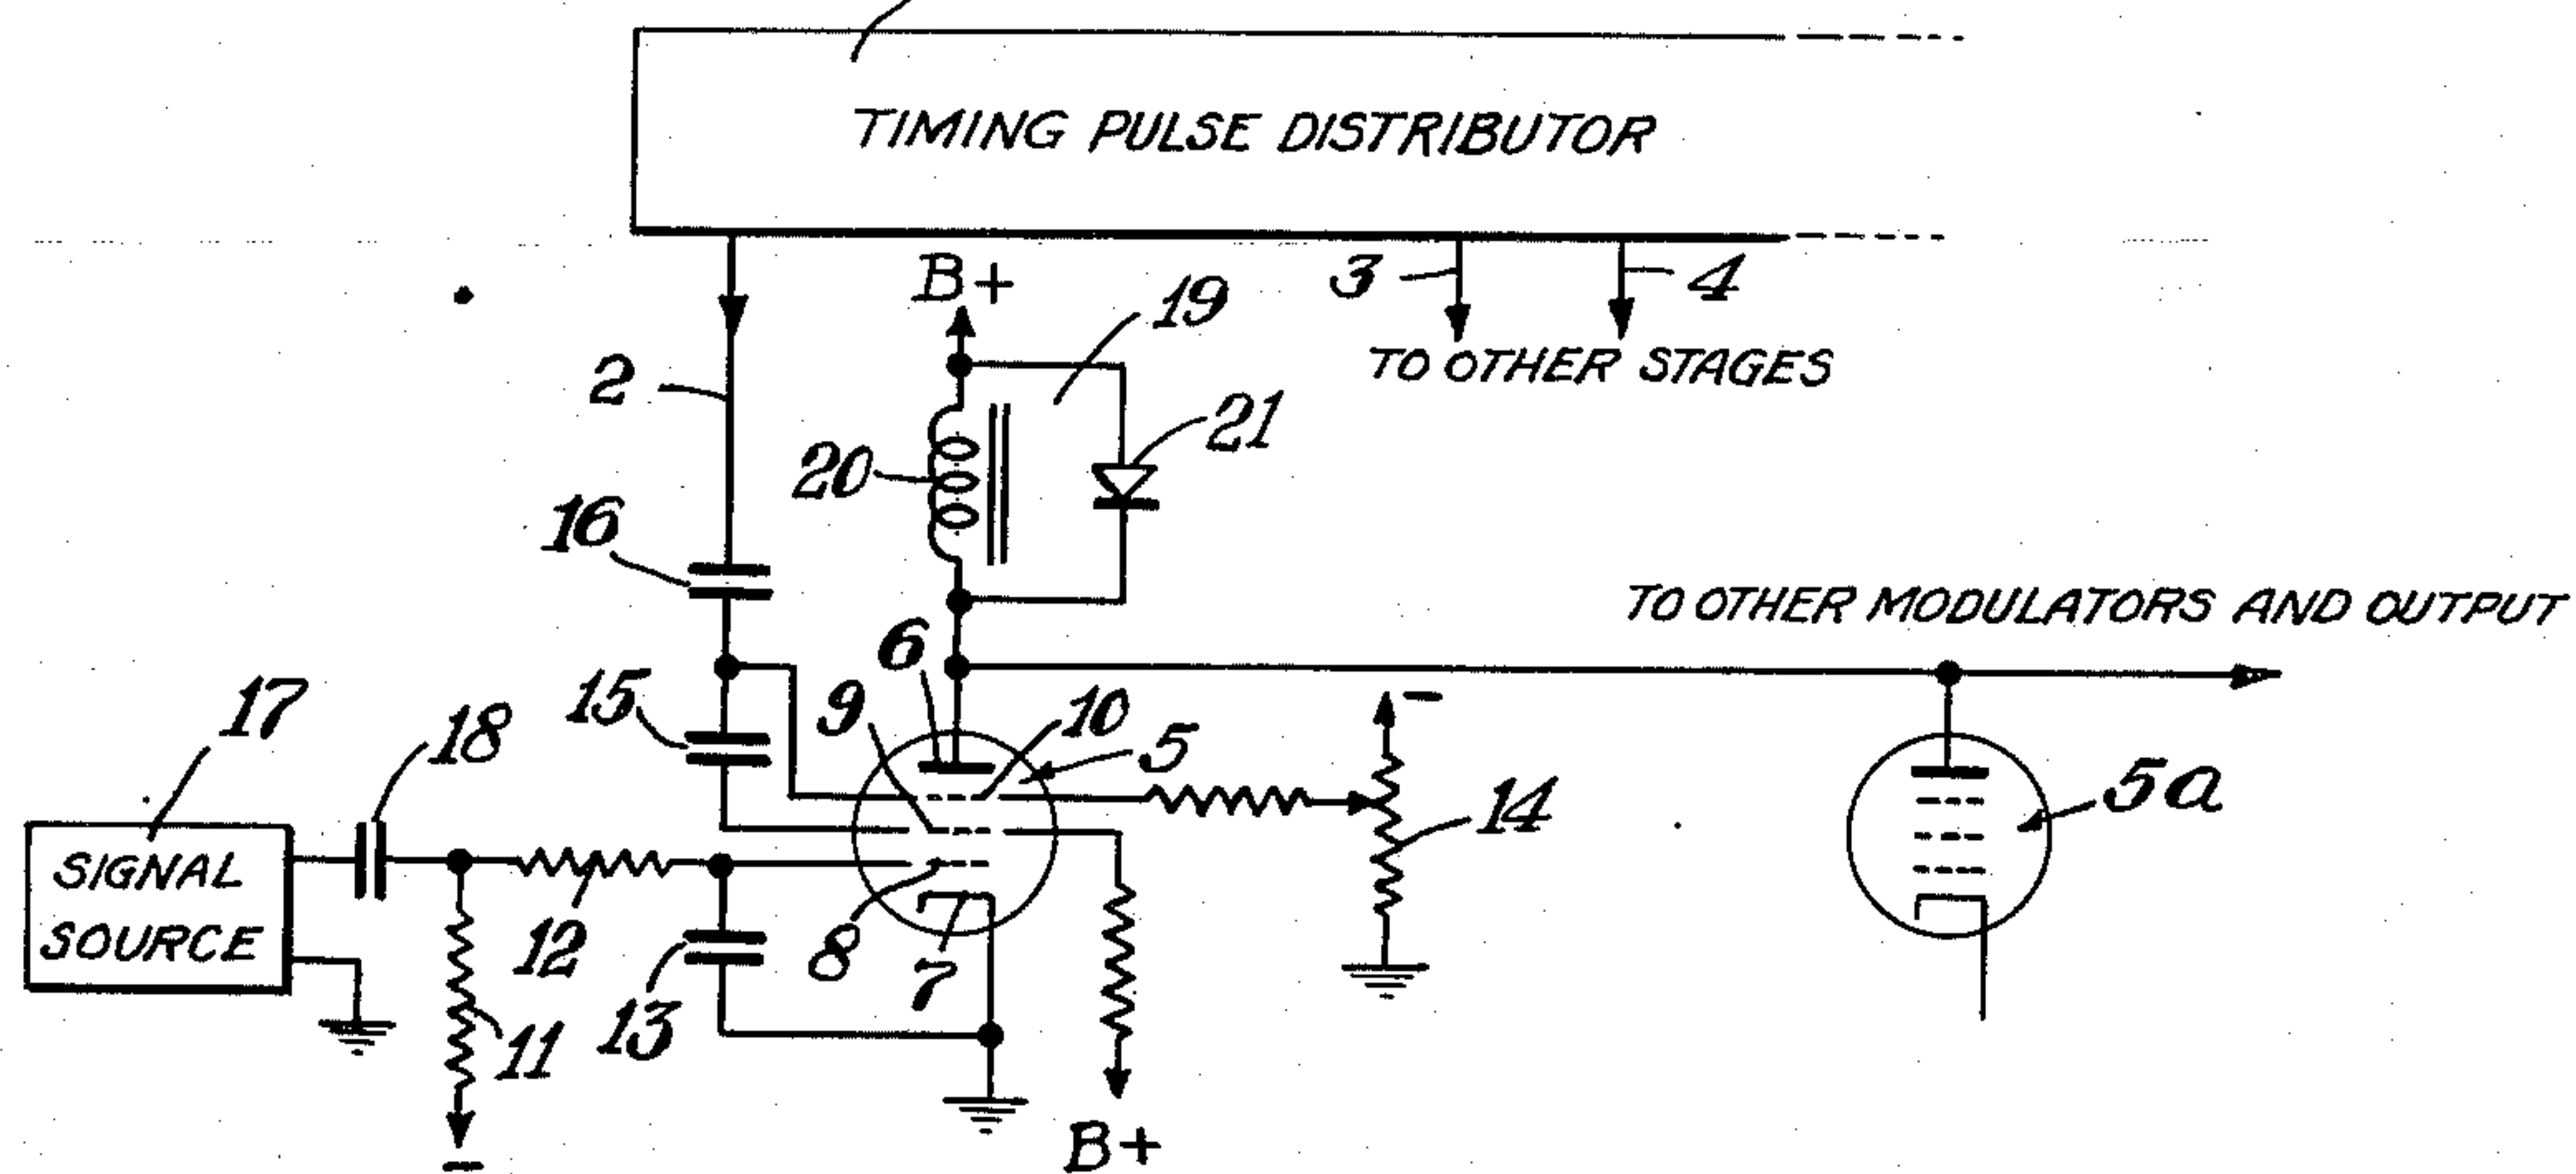 TIMING PULSE DISTRIBUTOR
B+
19
3
4
TO OTHER STAGES
2
21
20
16
TO OTHER MODULATORS AND OUTPUT
6
15
9
10
17
18
5
-
14
5a
SIGNAL
SOURCE
12
8
7
13
11
B+
-